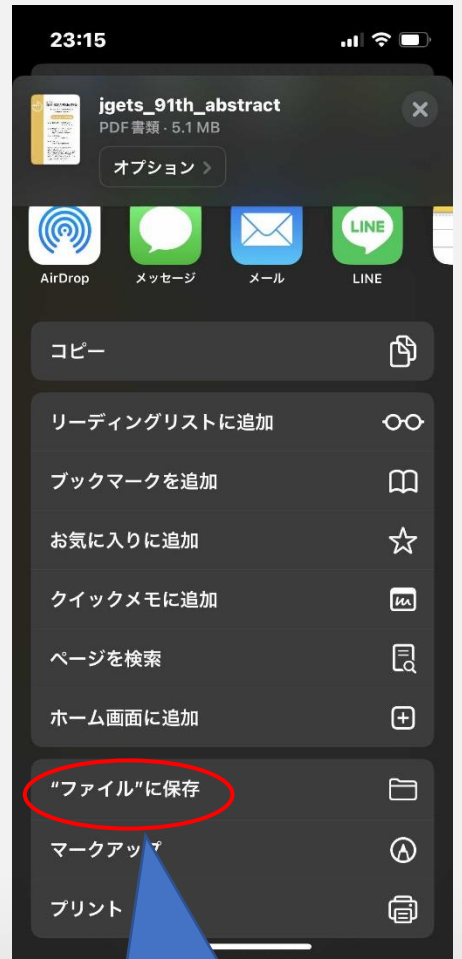 23:15
jgets_91th_abstract
PDF書類・5.1 MB
オプション
LINE
AirDrop
メッセージ
メール
LINE
コピー
リーディングリストに追加
ブックマークを追加
お気に入りに追加
クイックメモに追加
ページを検索
ホーム画面に追加
“ファイル”に保存
マークアップ
プリント